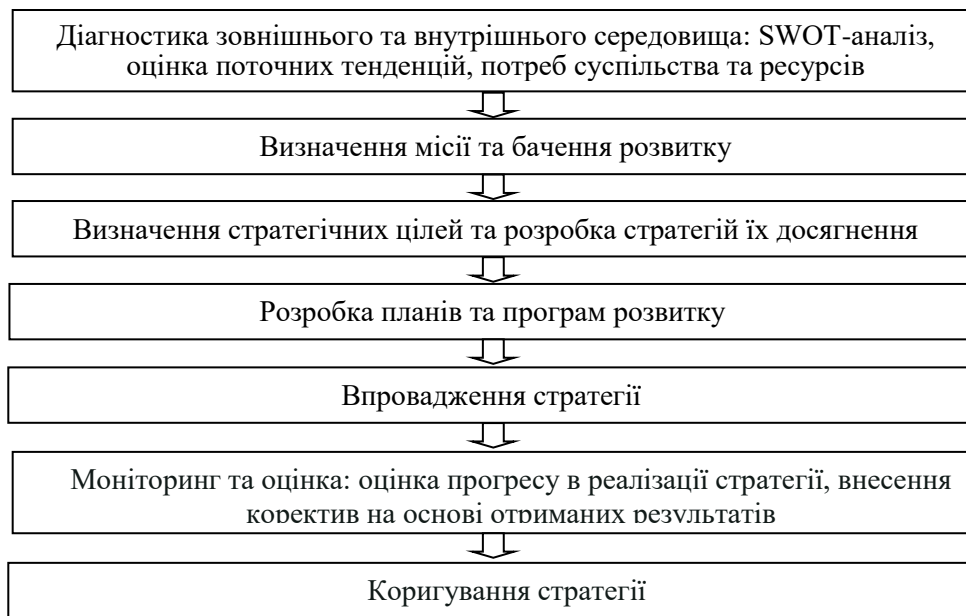 Діагностика зовнішнього та внутрішнього середовища: SWOT-аналіз,
оцінка поточних тенденцій, потреб суспільства та ресурсів
Визначення місії та бачення розвитку
Визначення стратегічних цілей та розробка стратегій їх досягнення
Розробка планів та програм розвитку
Впровадження стратегії
Моніторинг та оцінка: оцінка прогресу в реалізації стратегії, внесення
коректив на основі отриманих результатів
Коригування стратегії